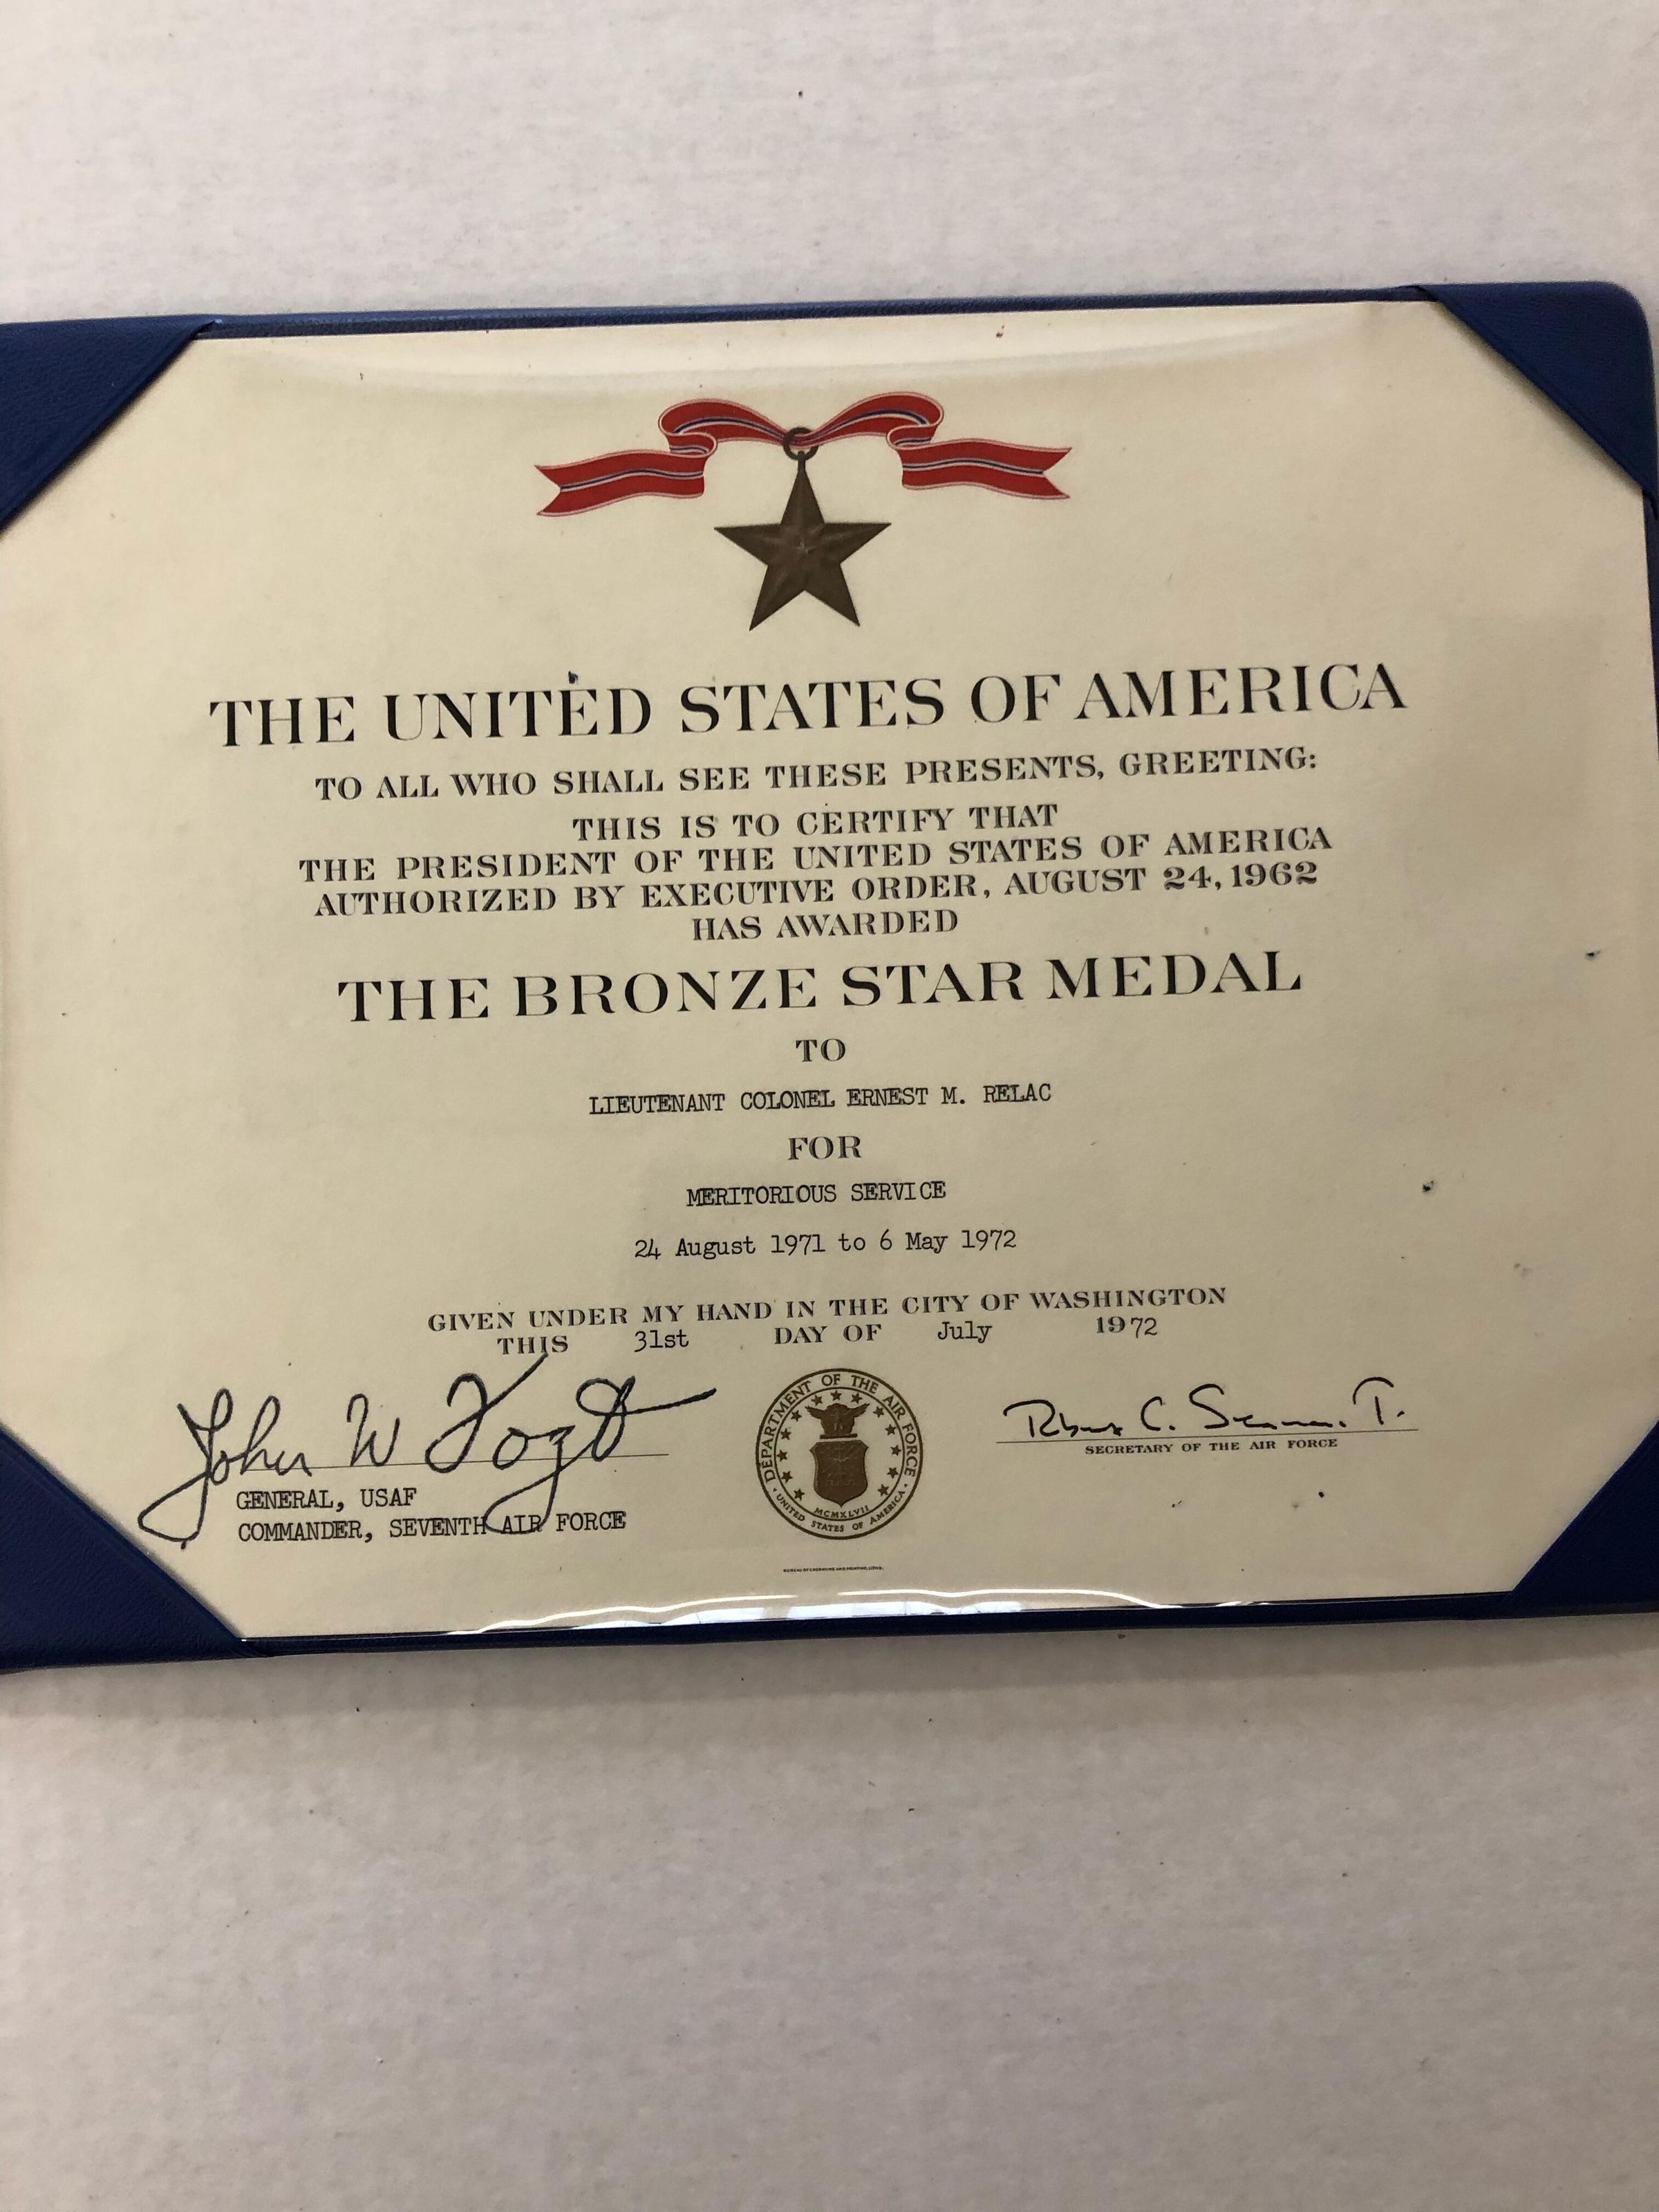 THE UNITED STATES OF AMERICA
TO ALL WHO SHALL SEE THESE PRESENTS, GREETING:
THIS IS TO CERTIFY THAT
THE PRESIDENT OF THE UNITED STATES OF AMERICA
AUTHORIZED BY EXECUTIVE ORDER, AUGUST 24, 1962
HAS AWARDED
THE BRONZE STAR MEDAL
TO
LIEUTENANT COLONEL ERNEST M. RELAC
FOR
MERITORIOUS SERVICE
24 August 1971 to 6 May 1972
GIVEN UNDER MY HAND IN THE CITY OF WASHINGTON
THIS 31st DAY OF July 1972
John W Vogt
GENERAL, USAF
COMMANDER, SEVENTH AIR FORCE
DEPARTMENT OF THE AIR FORCE
MCMXLVII
UNITED STATES OF AMERICA
C.
SECRETARY OF THE AIR FORCE